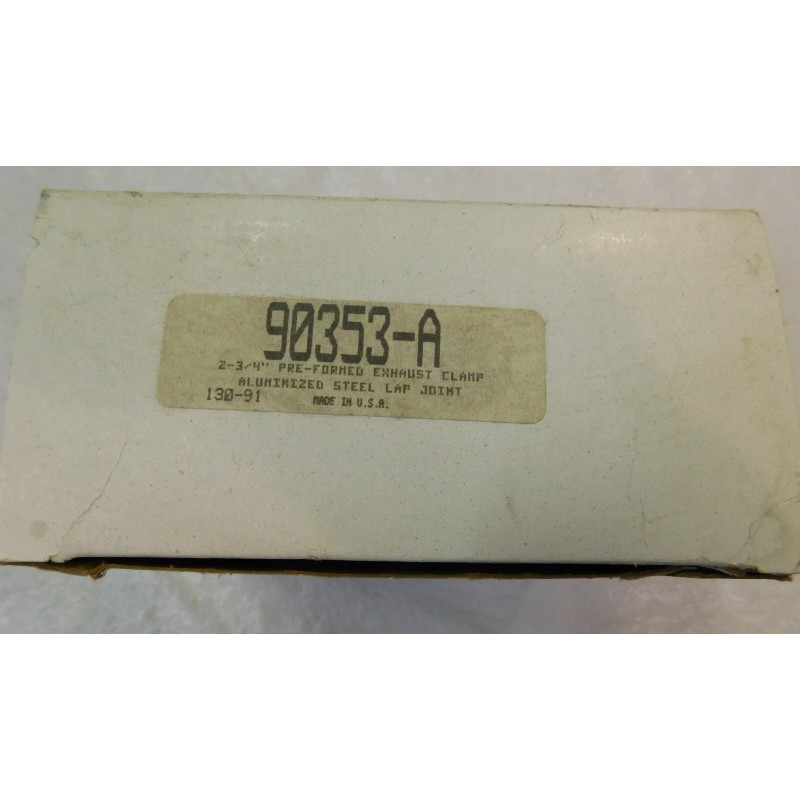 90353-A
2-3/4" PRE-FORMED EXHAUST CLAMP
ALUMINIZED STEEL LAP JOINT
130-91 MADE IN U.S.A.